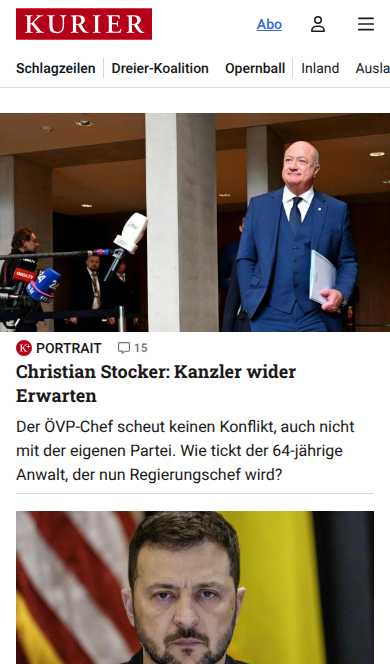 KURIER
Abo
Schlagzeilen Dreier-Koalition Opernball Inland Ausla
24
K+ PORTRAIT 15
Christian Stocker: Kanzler wider
Erwarten
Der ÖVP-Chef scheut keinen Konflikt, auch nicht
mit der eigenen Partei. Wie tickt der 64-jährige
Anwalt, der nun Regierungschef wird?